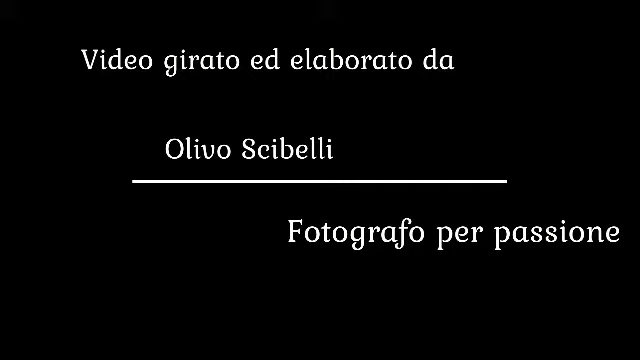 Video girato ed elaborato da
Olivo Scibelli
Fotografo per passione